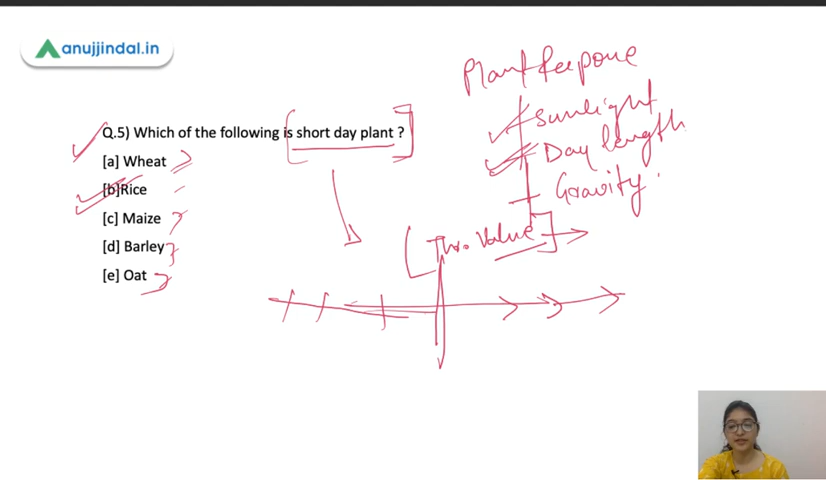 anujjindal.in
Q.5) Which of the following is short day plant ?
[a] Wheat
[b]Rice
[c] Maize
[d] Barley
[e] Oat
Plant
Sunlight
Day length
Gravity
Thr. Value